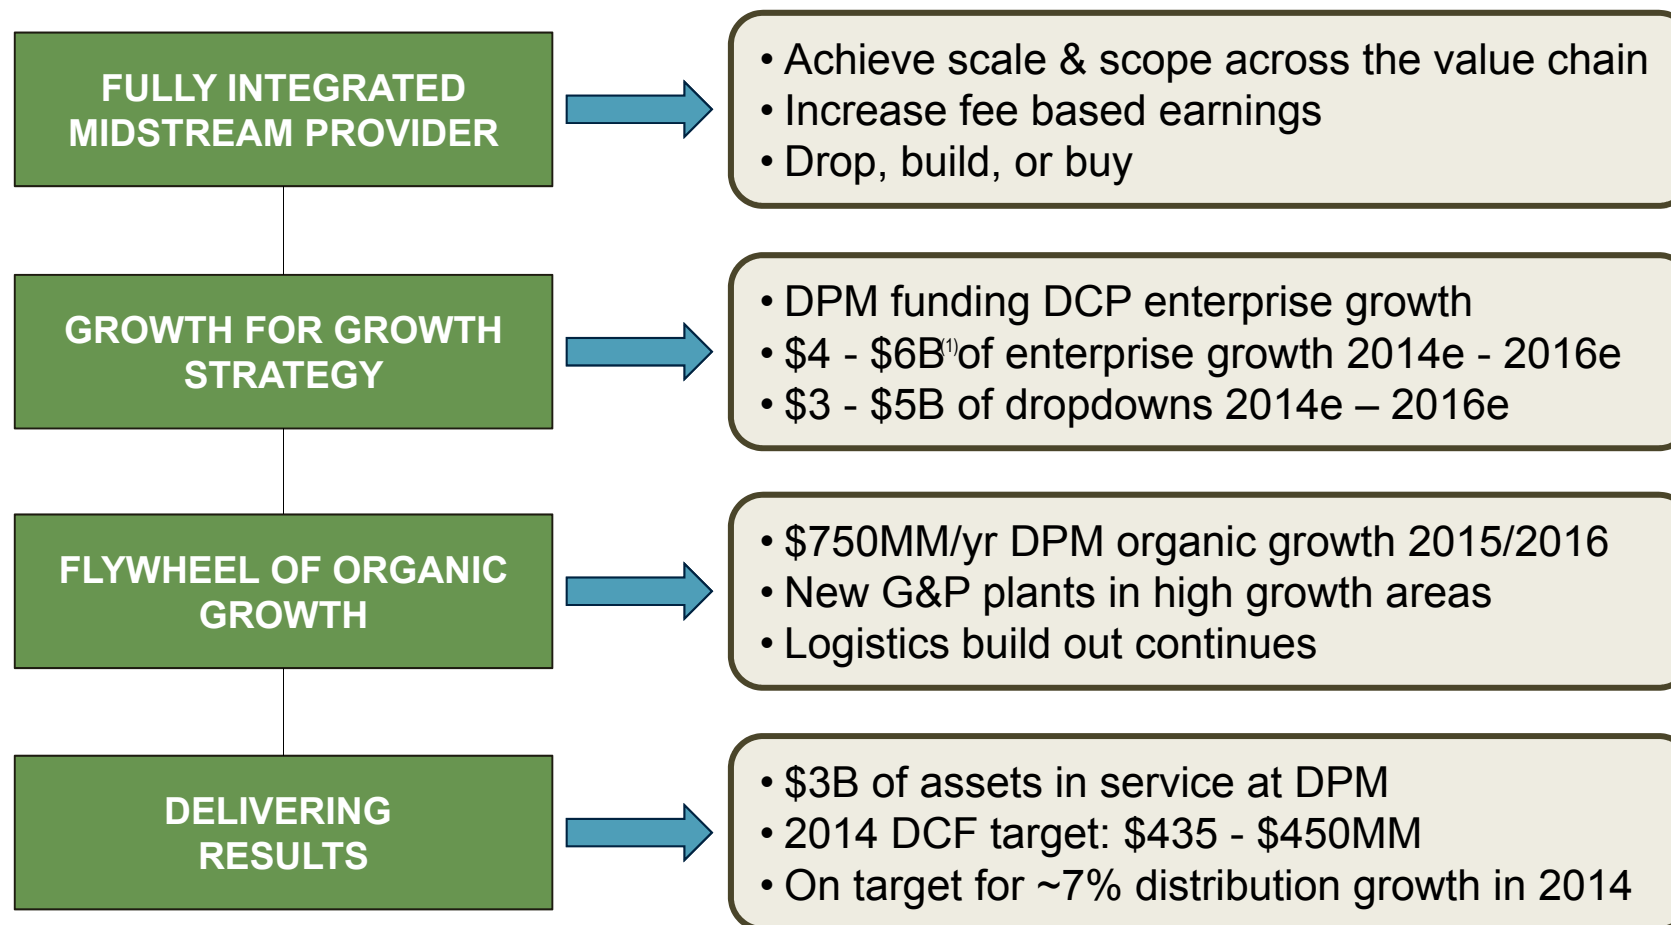 FULLY INTEGRATED
MIDSTREAM PROVIDER
• Achieve scale & scope across the value chain
• Increase fee based earnings
• Drop, build, or buy
GROWTH FOR GROWTH
STRATEGY
• DPM funding DCP enterprise growth
• $4 - $6B(1) of enterprise growth 2014e - 2016e
• $3 - $5B of dropdowns 2014e – 2016e
FLYWHEEL OF ORGANIC
GROWTH
• $750MM/yr DPM organic growth 2015/2016
• New G&P plants in high growth areas
• Logistics build out continues
DELIVERING
RESULTS
• $3B of assets in service at DPM
• 2014 DCF target: $435 - $450MM
• On target for ~7% distribution growth in 2014